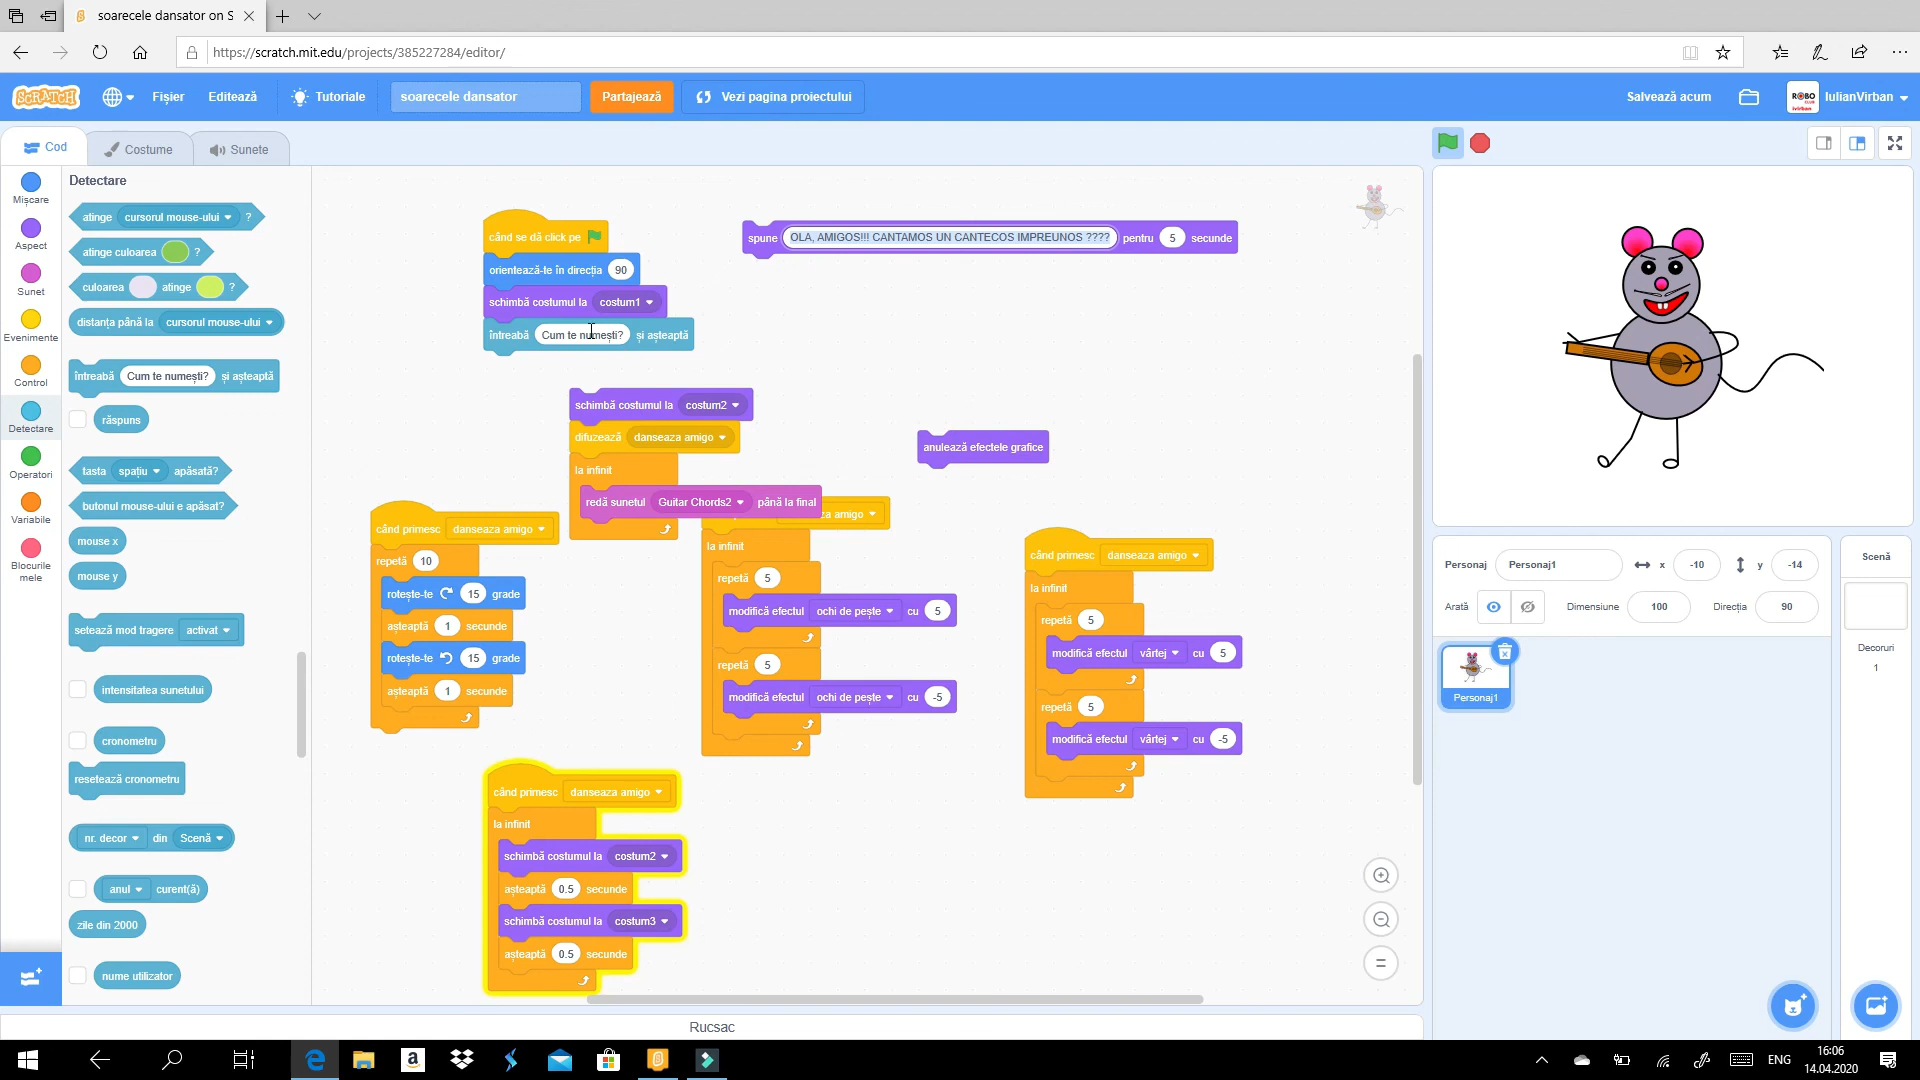 soarecele dansator on S
https://scratch.mit.edu/projects/385227284/editor/
SCRATCH
Fișier
Editează
Tutoriale
soarecele dansator
Partajează
Vezi pagina proiectului
Salvează acum
IulianVirban
Cod
Costume
Sunete
Mișcare
Aspect
Sunet
Evenimente
Control
Detectare
Operatori
Variabile
Blocurile
mele
Detectare
atinge cursorul mouse-ului ?
atinge culoarea ?
culoarea atinge ?
distanța până la cursorul mouse-ului
întreabă Cum te numești? și așteaptă
răspuns
tasta spațiu apăsată?
butonul mouse-ului e apăsat?
mouse x
mouse y
setează mod tragere activat
intensitatea sunetului
cronometru
resetează cronometru
nr. decor din Scenă
anul curent(ă)
zile din 2000
nume utilizator
când se dă click pe
orientează-te în direcția 90
schimbă costumul la costum1
întreabă Cum te numești? și așteaptă
spune OLA, AMIGOS!!! CANTAMOS UN CANTECOS IMPREUNOS ???? pentru 5 secunde
schimbă costumul la costum2
difuzează danseaza amigo
la infinit
redă sunetul Guitar Chords2 până la final
anulează efectele grafice
când primesc danseaza amigo
repetă 10
rotește-te 15 grade
așteaptă 1 secunde
rotește-te 15 grade
așteaptă 1 secunde
za amigo
la infinit
repetă 5
modifică efectul ochi de pește cu 5
repetă 5
modifică efectul ochi de pește cu -5
când primesc danseaza amigo
la infinit
repetă 5
modifică efectul vârtej cu 5
repetă 5
modifică efectul vârtej cu -5
când primesc danseaza amigo
la infinit
schimbă costumul la costum2
așteaptă 0.5 secunde
schimbă costumul la costum3
așteaptă 0.5 secunde
Rucsac
Personaj Personaj1 x -10 y -14
Arată Dimensiune 100 Direcția 90
Personaj1
Scenă
Decoruri
1
ENG
16:06
14.04.2020